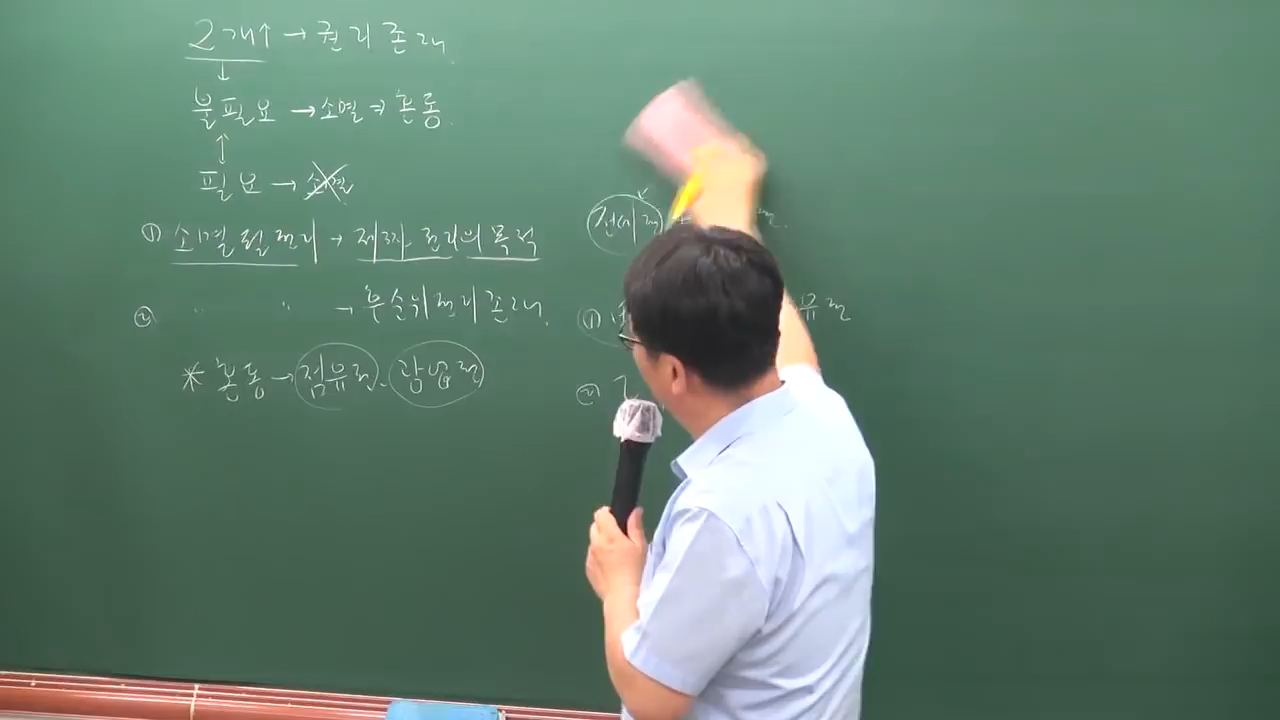 2개↑ → 권리 존재.
↓
불필요 → 소멸 ⇒ 혼동.
↑
필요 → 소멸
① 소멸될 권리 → 제3자 권리의 목적
② 〃 〃 → 후순위 권리 존재.
* 혼동 → 점유권, 광업권
전세권
①
유권
②